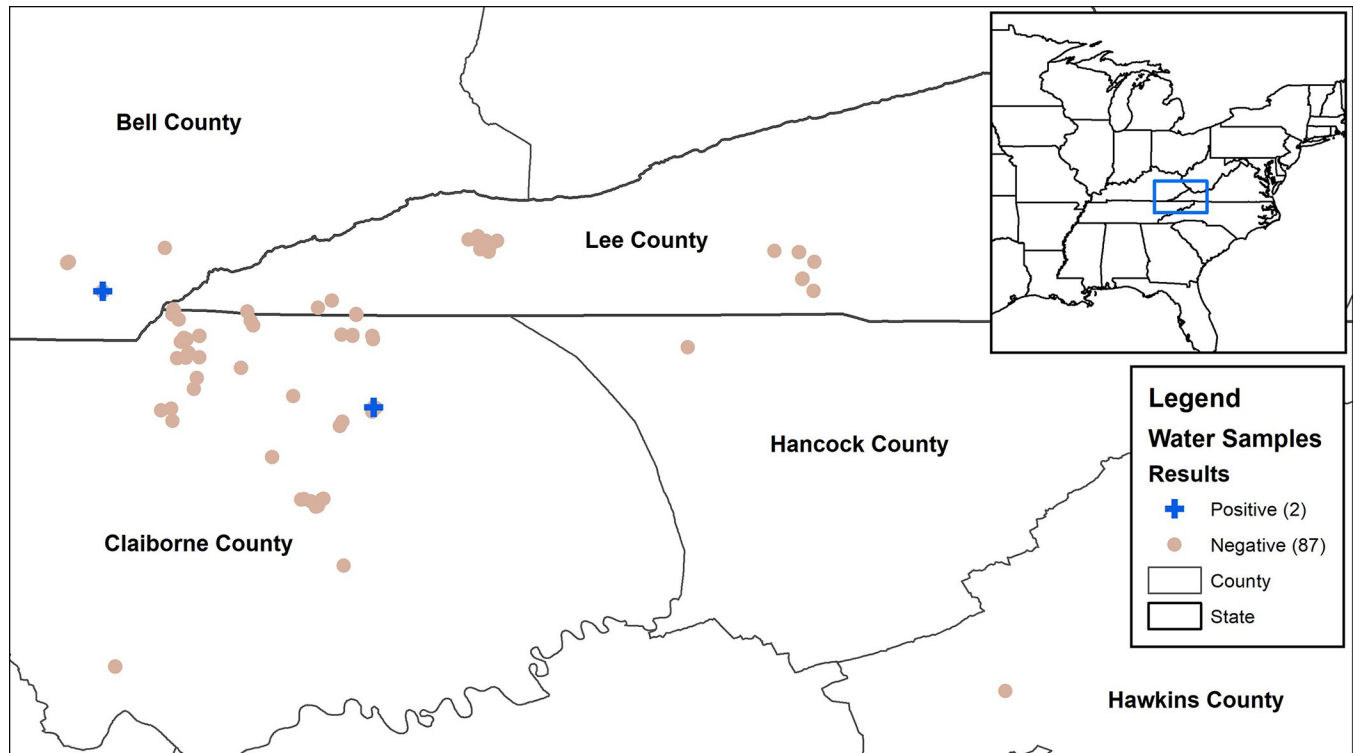 Bell County
Lee County
Hancock County
Claiborne County
Hawkins County
Legend
Water Samples
Results
Positive (2)
Negative (87)
County
State